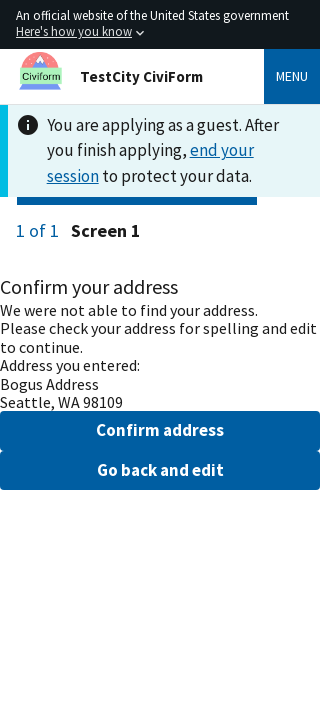 An official website of the United States government
Here's how you know
Civiform
TestCity CiviForm
MENU
You are applying as a guest. After
you finish applying, end your
session to protect your data.
1 of 1 Screen 1
Confirm your address
We were not able to find your address.
Please check your address for spelling and edit
to continue.
Address you entered:
Bogus Address
Seattle, WA 98109
Confirm address
Go back and edit